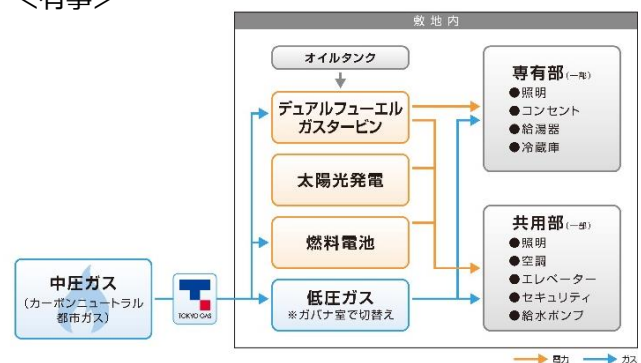 <有事>
敷地内
オイルタンク
デュアルフューエル
ガスタービン
太陽光発電
燃料電池
低圧ガス
※ガバナ室で切替え
中圧ガス
(カーボンニュートラル
都市ガス)
TOKYO GAS
専有部(一部)
●照明
●コンセント
●給湯器
●冷蔵庫
共用部(一部)
●照明
●空調
●エレベーター
●セキュリティ
●給水ポンプ
電力
ガス